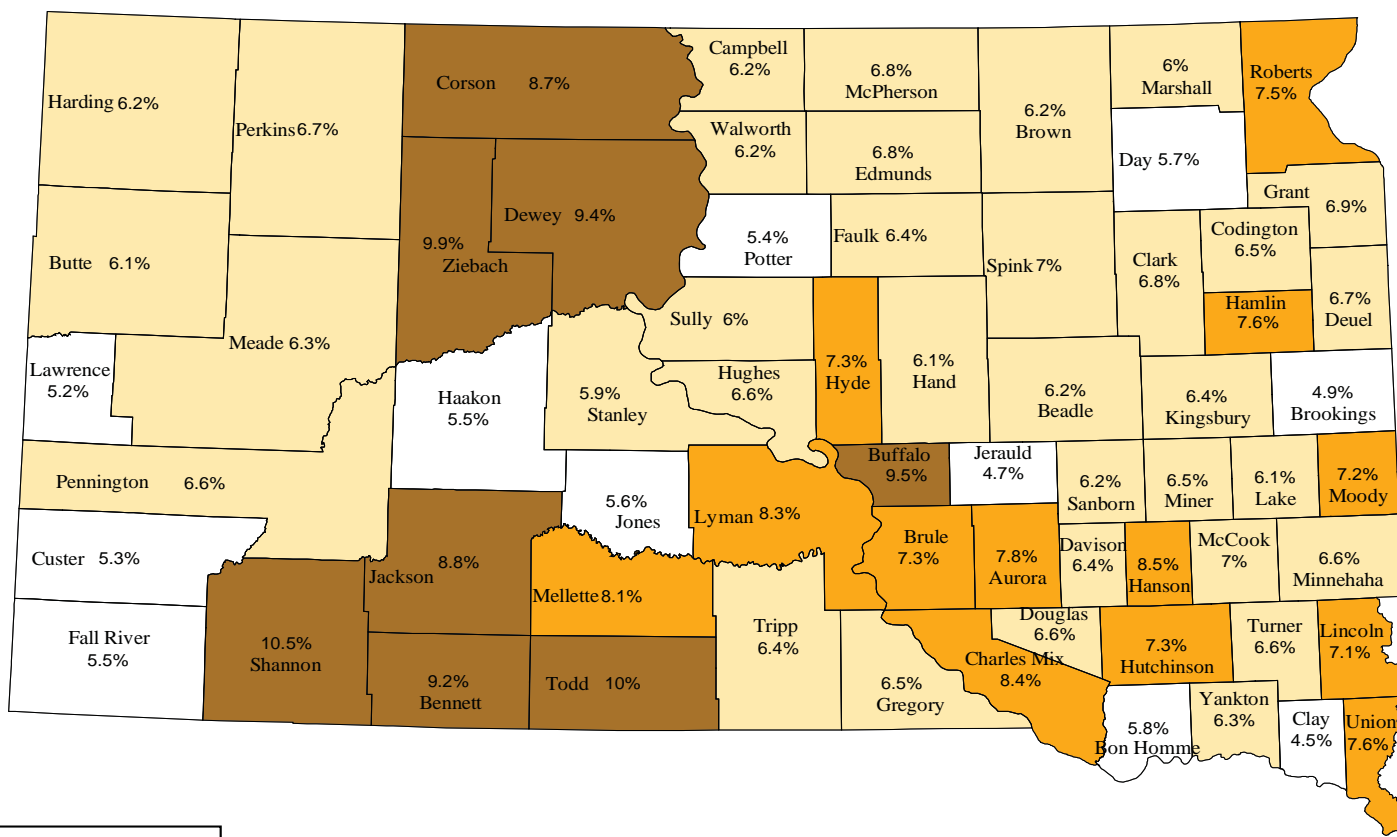 Harding 6.2%
Perkins 6.7%
Corson 8.7%
Campbell
6.2%
6.8%
McPherson
6.2%
Brown
6%
Marshall
Roberts
7.5%
Walworth
6.2%
6.8%
Edmunds
Day 5.7%
Dewey 9.4%
9.9%
Ziebach
5.4%
Potter
Faulk 6.4%
Spink 7%
Clark
6.8%
Codington
6.5%
Grant
6.9%
Butte 6.1%
Meade 6.3%
Sully 6%
Hamlin
7.6%
6.7%
Deuel
Lawrence
5.2%
Haakon
5.5%
5.9%
Stanley
Hughes
6.6%
7.3%
Hyde
6.1%
Hand
6.2%
Beadle
6.4%
Kingsbury
4.9%
Brookings
Pennington 6.6%
5.6%
Jones
Lyman 8.3%
Buffalo
9.5%
Jerauld
4.7%
6.2%
Sanborn
6.5%
Miner
6.1%
Lake
7.2%
Moody
Custer 5.3%
8.8%
Jackson
Mellette 8.1%
Brule
7.3%
7.8%
Aurora
Davison
6.4%
8.5%
Hanson
McCook
7%
6.6%
Minnehaha
Fall River
5.5%
10.5%
Shannon
9.2%
Bennett
Todd 10%
Tripp
6.4%
6.5%
Gregory
Charles Mix
8.4%
Douglas
6.6%
7.3%
Hutchinson
Turner
6.6%
Lincoln
7.1%
5.8%
Bon Homme
Yankton
6.3%
Clay
4.5%
Union
7.6%